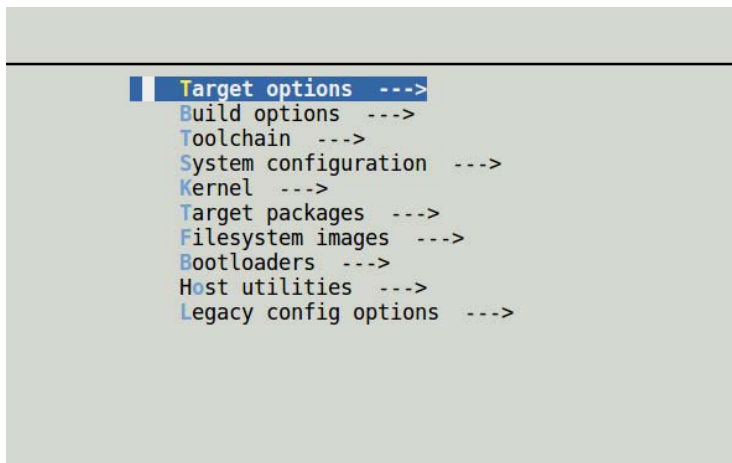 Target options --->
Build options --->
Toolchain --->
System configuration --->
Kernel --->
Target packages --->
Filesystem images --->
Bootloaders --->
Host utilities --->
Legacy config options --->